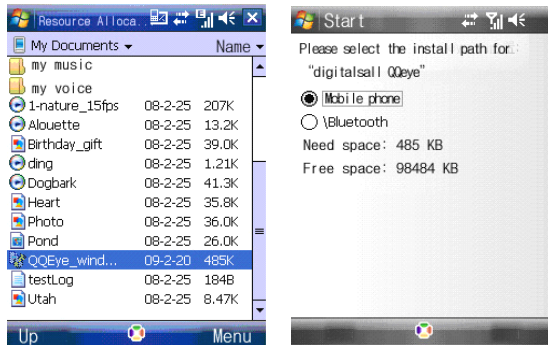 Resource Alloca..
My Documents
Name
my music
my voice
1-nature_15fps 08-2-25 207K
Alouette 08-2-25 13.2K
Birthday_gift 08-2-25 39.0K
ding 08-2-25 1.21K
Dogbark 08-2-25 41.3K
Heart 08-2-25 35.8K
Photo 08-2-25 36.0K
Pond 08-2-25 26.0K
QQEye_wind... 09-2-20 485K
testLog 08-2-25 184B
Utah 08-2-25 8.47K
Up Menu
Start
Please select the install path for:
“digitalsall QQeye”
Mobile phone
\Bluetooth
Need space: 485 KB
Free space: 98484 KB